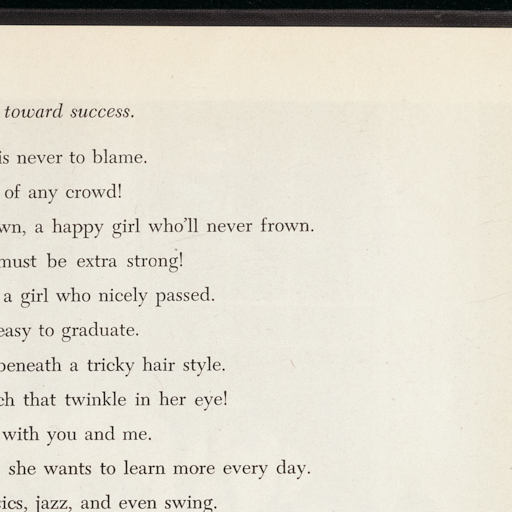 toward success.
is never to blame.
of any crowd!
wn, a happy girl who'll never frown.
must be extra strong!
a girl who nicely passed.
easy to graduate.
beneath a tricky hair style.
ch that twinkle in her eye!
with you and me.
she wants to learn more every day.
sics, jazz, and even swing.